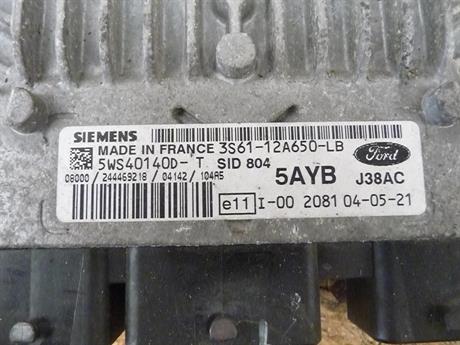 SIEMENS
MADE IN FRANCE 3S61-12A650-LB
5WS40140D-T SID 804
Ford
08000 / 244469218 / 04142 / 104A5
5AYB J38AC
e11 I-00 2081 04-05-21